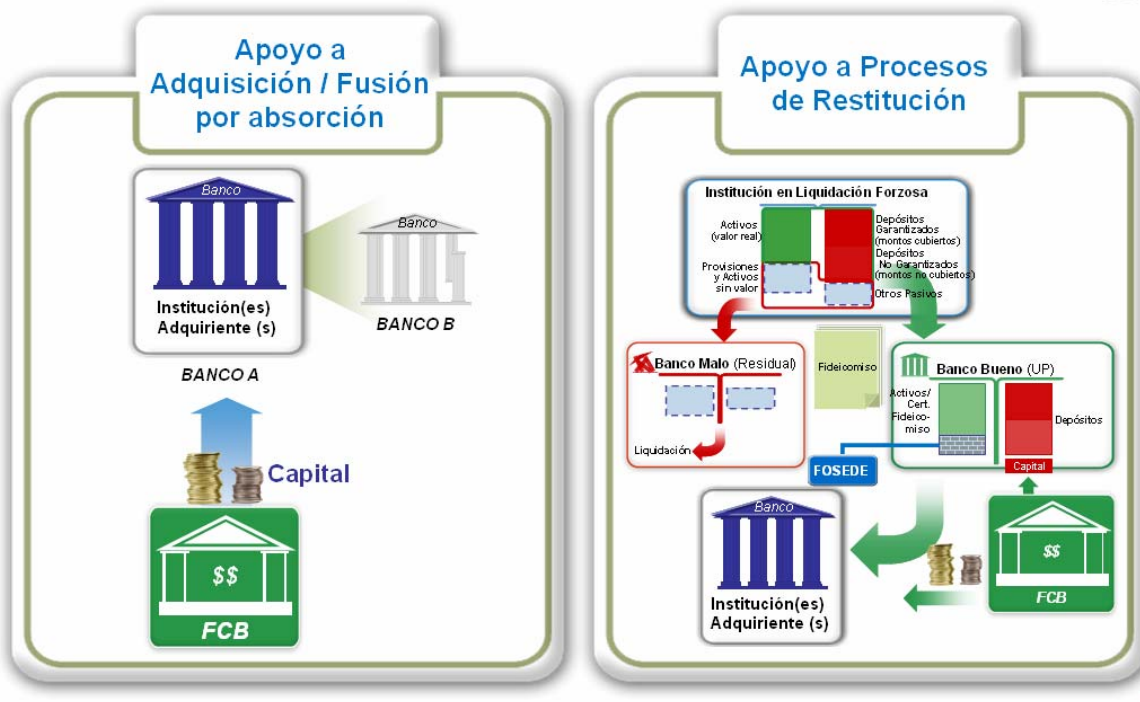 Apoyo a
Adquisición / Fusión
por absorción
Banco
Institución(es)
Adquiriente (s)
BANCO A
Banco
BANCO B
Capital
$$
FCB
Apoyo a Procesos
de Restitución
Institución en Liquidación Forzosa
Activos
(valor real)
Provisiones
y Activos
sin valor
Depósitos
Garantizados
(montos cubiertos)
Depósitos
No Garantizados
(montos no cubiertos)
Otros Pasivos
Banco Malo (Residual)
Liquidación
Fideicomiso
Banco Bueno (UP)
Activos/
Cert.
Fideico-
miso
Depósitos
Capital
FOSEDE
Banco
Institución(es)
Adquiriente (s)
$$
FCB